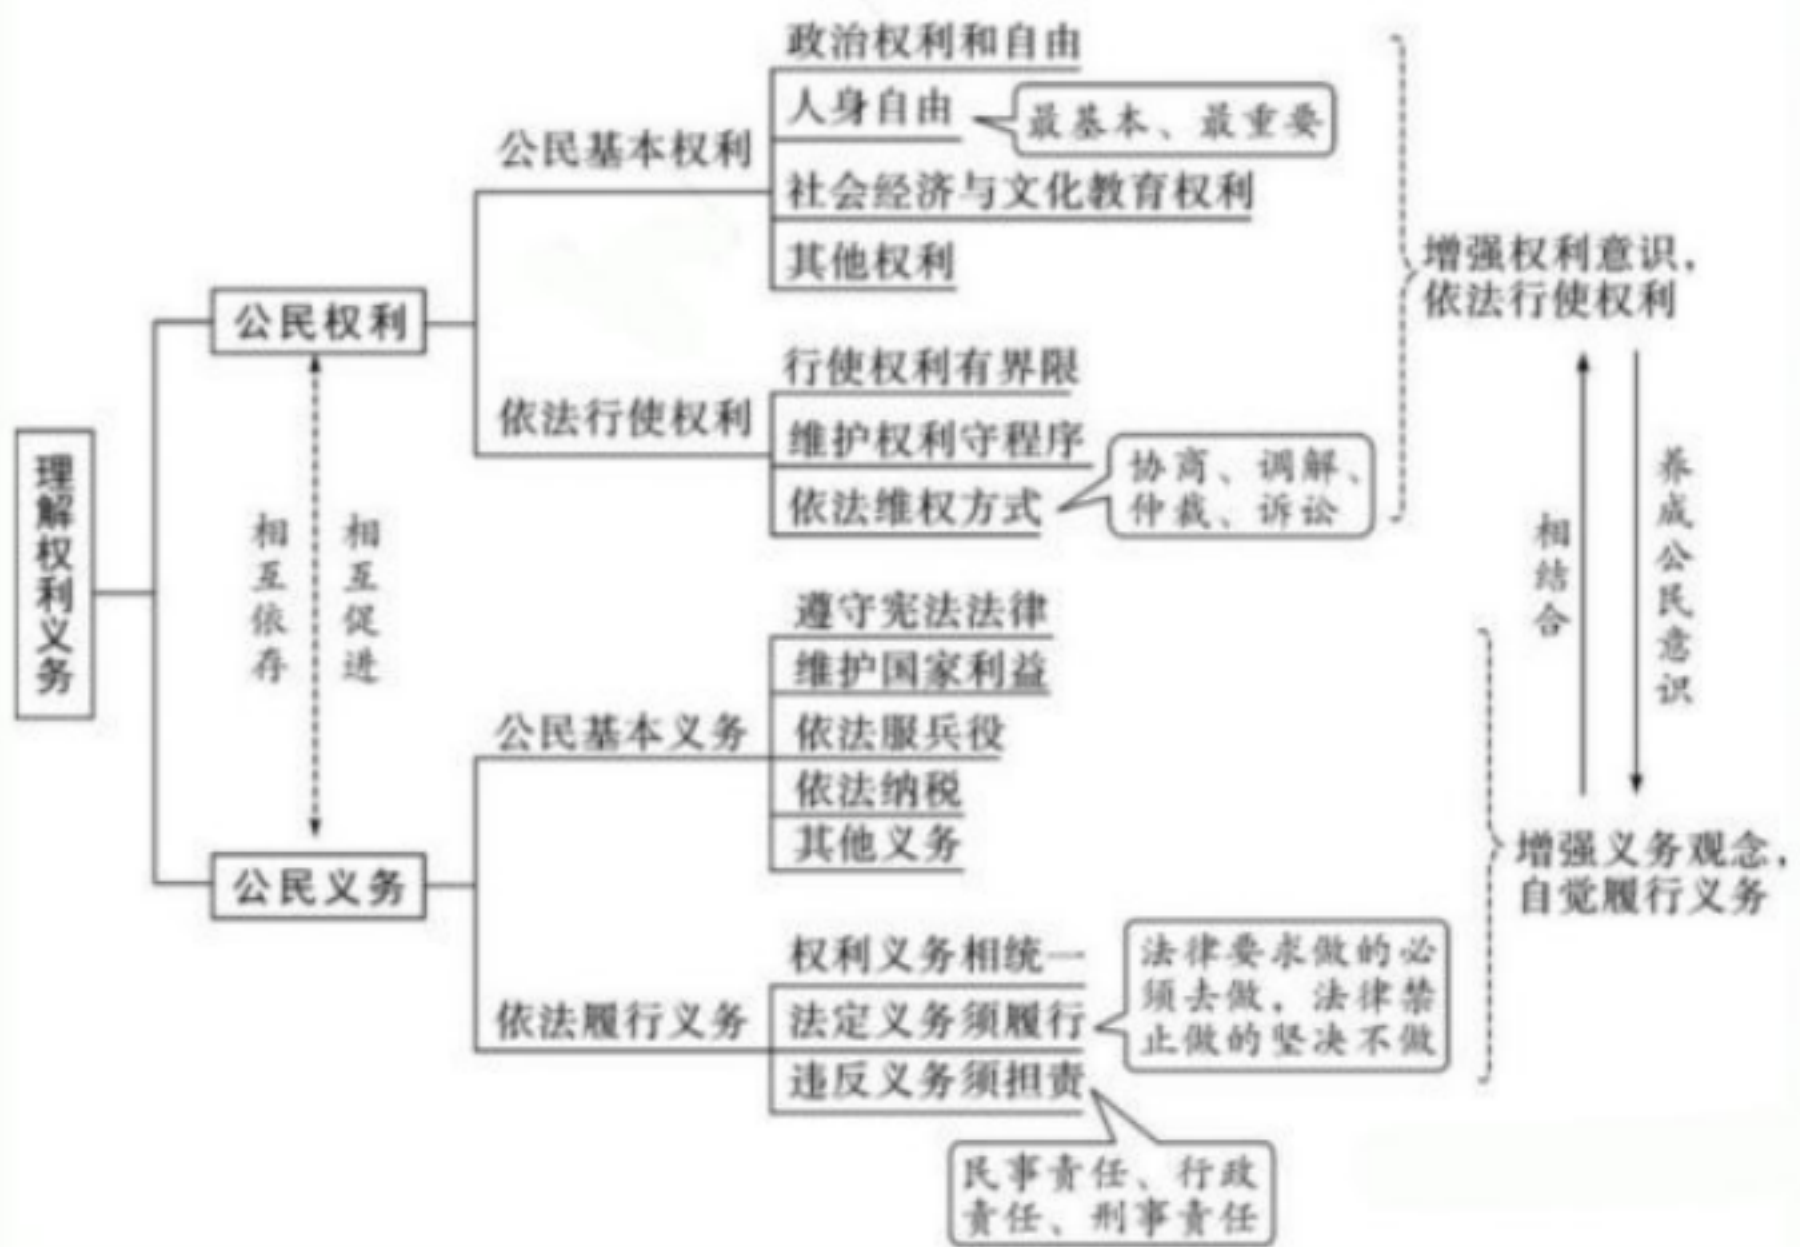 理解权利义务
公民权利
相互依存
相互促进
公民义务
公民基本权利
政治权利和自由
人身自由
最基本、最重要
社会经济与文化教育权利
其他权利
依法行使权利
行使权利有界限
维护权利守程序
依法维权方式
协商、调解、
仲裁、诉讼
增强权利意识，
依法行使权利
相结合
养成公民意识
公民基本义务
遵守宪法法律
维护国家利益
依法服兵役
依法纳税
其他义务
依法履行义务
权利义务相统一
法定义务须履行
法律要求做的必
须去做，法律禁
止做的坚决不做
违反义务须担责
民事责任、行政
责任、刑事责任
增强义务观念，
自觉履行义务